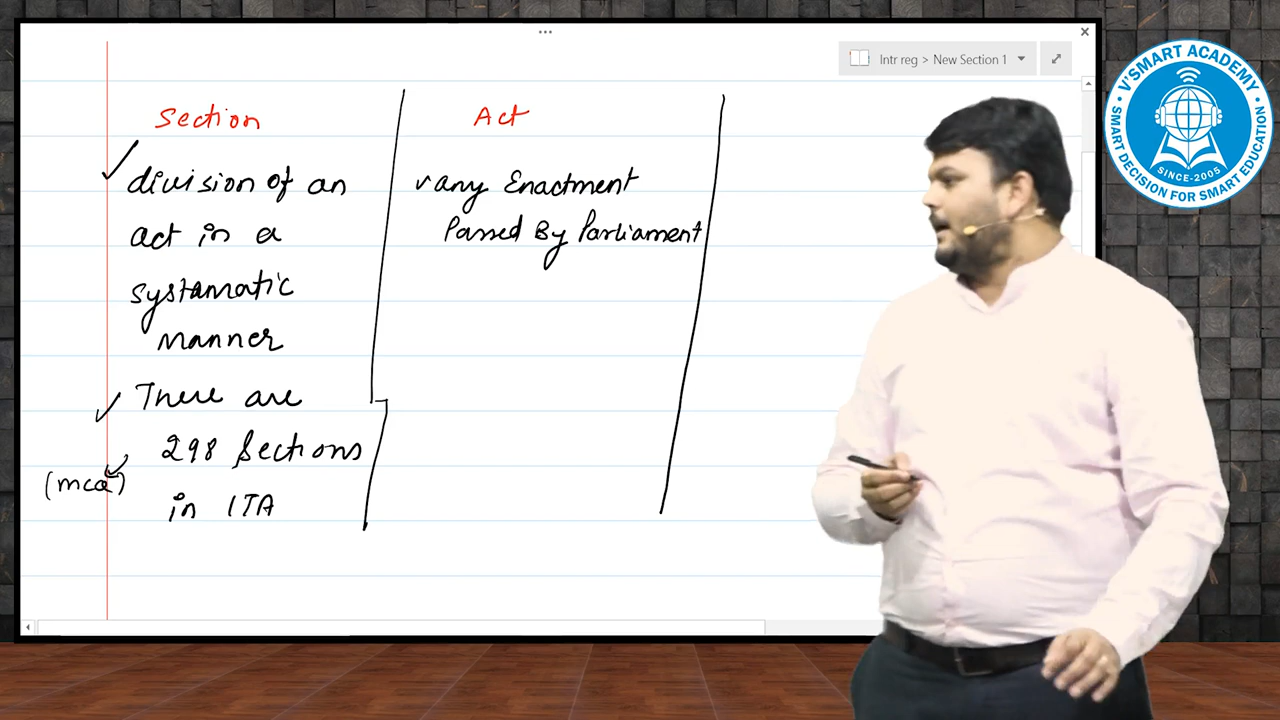 Intr reg > New Section 1
Section
division of an
act in a
systamatic
manner
There are
298 Sections
(mcq)
in ITA
Act
any Enactment
Passed By Parliament
V'SMART ACADEMY
SINCE-2005
SMART DECISION FOR SMART EDUCATION